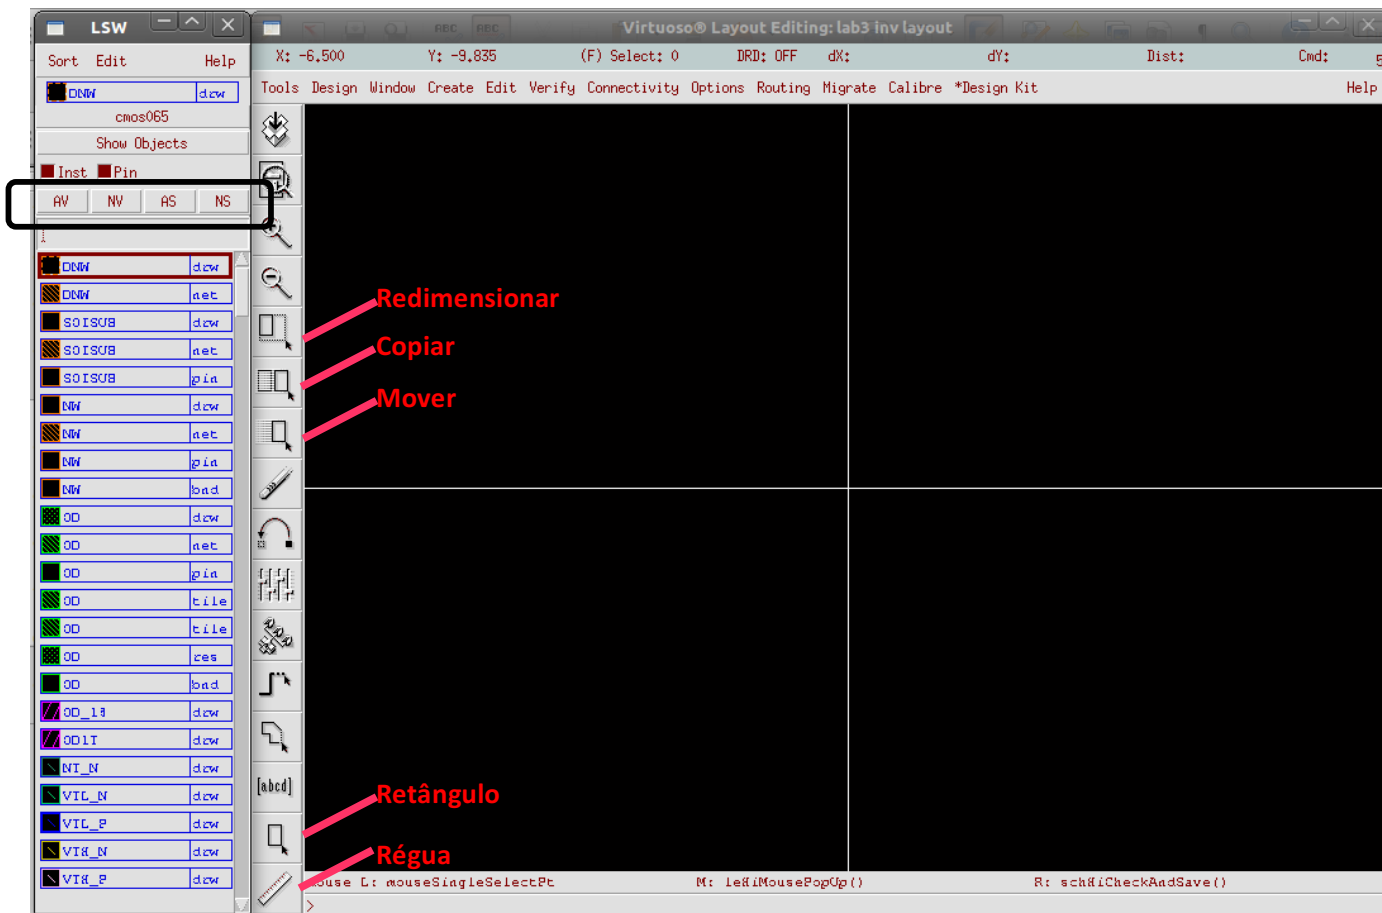 LSW
Virtuoso® Layout Editing: lab3 inv layout
Sort Edit Help
X: -6.500 Y: -9.835 (F) Select: 0 DRD: OFF dX: dY: Dist: Cmd:
DNW drw
Tools Design Window Create Edit Verify Connectivity Options Routing Migrate Calibre *Design Kit Help
cmos065
Show Objects
Inst Pin
AV NV AS NS
DNW drw
DNW net
SOISUB drw
SOISUB net
SOISUB pin
NW drw
NW net
NW pin
NW bnd
OD drw
OD net
OD pin
OD tile
OD tile
OD res
OD bnd
OD_18 drw
OD1T drw
NT_N drw
VTL_N drw
VTL_P drw
VTH_N drw
VTH_P drw
Redimensionar
Copiar
Mover
[abcd]
Retângulo
Régua
mouse L: mouseSingleSelectPt M: leHiMousePopUp() R: schHiCheckAndSave()
>